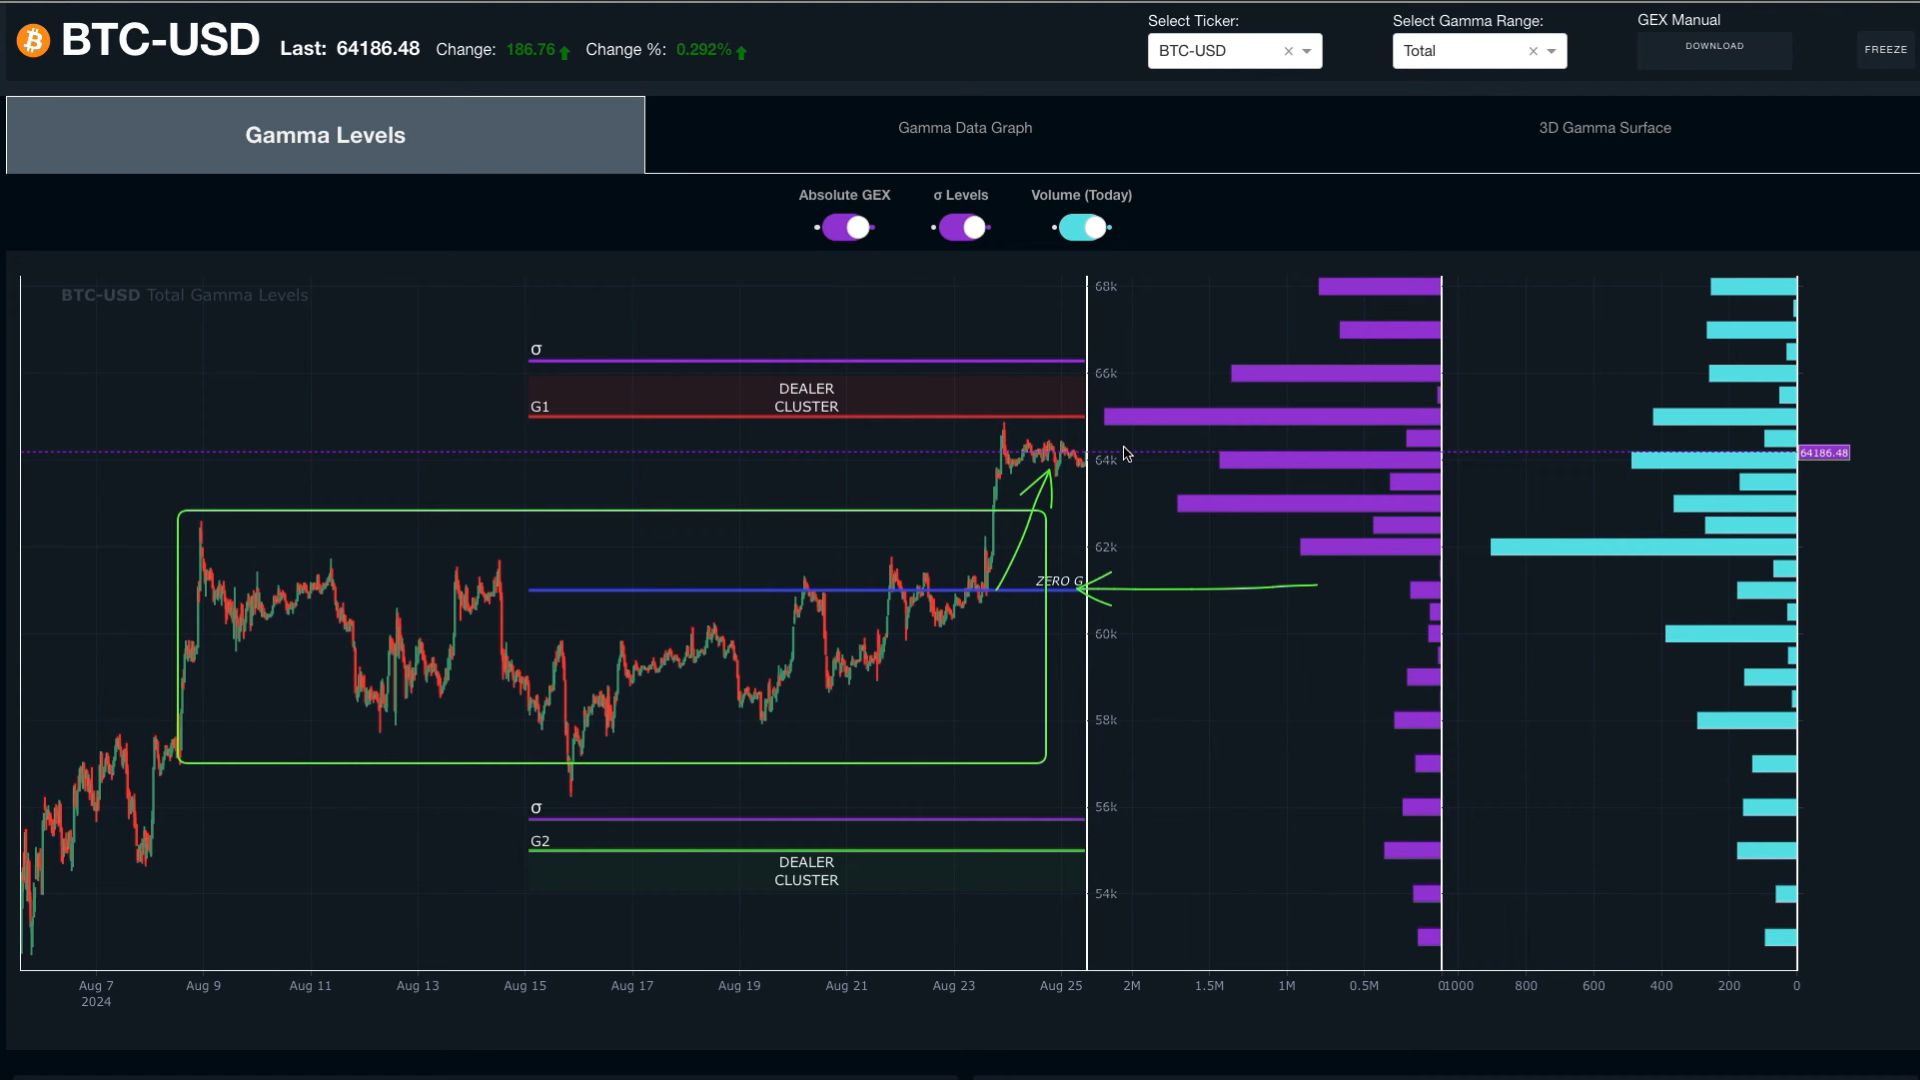 BTC-USD Last: 64186.48 Change: 186.76 Change %: 0.292%
Select Ticker:
BTC-USD
Select Gamma Range:
Total
GEX Manual
DOWNLOAD
FREEZE
Gamma Levels
Gamma Data Graph
3D Gamma Surface
Absolute GEX
σ Levels
Volume (Today)
BTC-USD Total Gamma Levels
σ
DEALER
CLUSTER
G1
ZERO G
σ
G2
DEALER
CLUSTER
68k
66k
64k
62k
60k
58k
56k
54k
64186.48
Aug 7
2024
Aug 9
Aug 11
Aug 13
Aug 15
Aug 17
Aug 19
Aug 21
Aug 23
Aug 25
2M
1.5M
1M
0.5M
0
1000
800
600
400
200
0